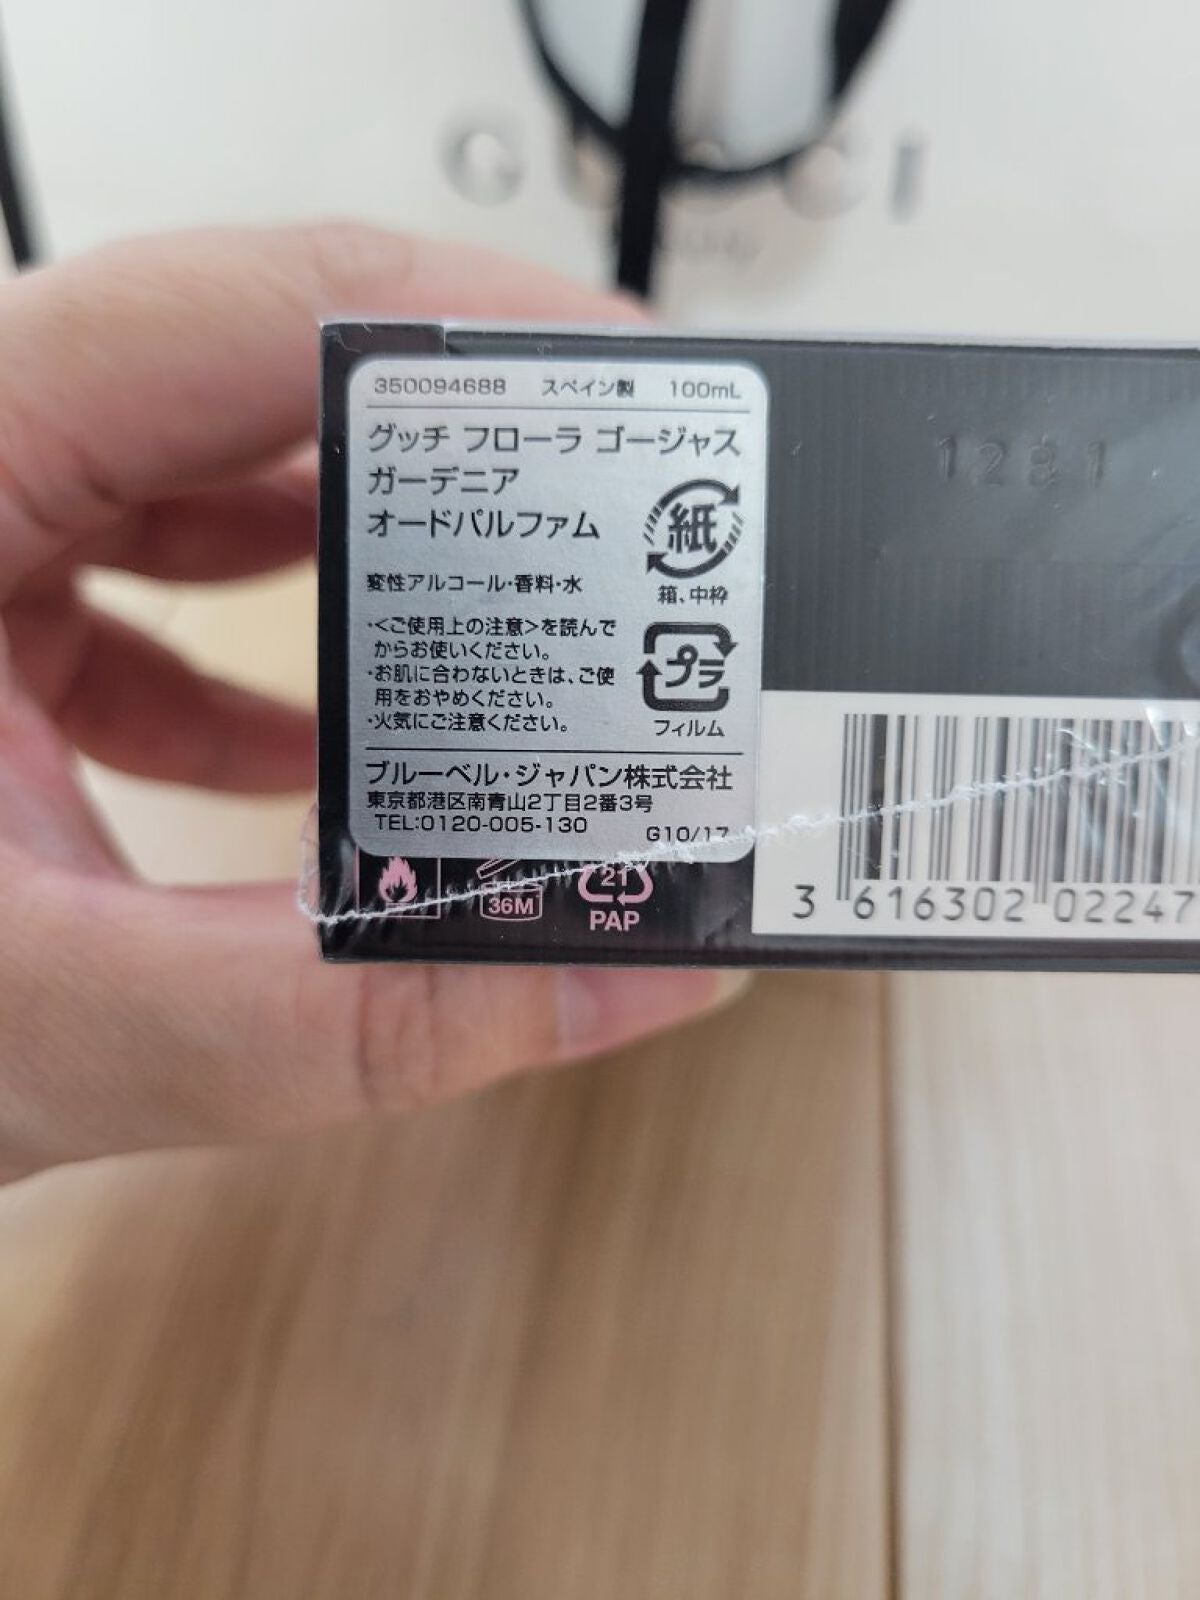 GUCCI
350094688 スペイン製 100mL
グッチ フローラ ゴージャス
ガーデニア
オードパルファム
紙
箱、中枠
変性アルコール・香料・水
・<ご使用上の注意>を読んで
からお使いください。
・お肌に合わないときは、ご使
用をおやめください。
・火気にご注意ください。
プラ
フィルム
ブルーベル・ジャパン株式会社
東京都港区南青山2丁目2番3号
TEL:0120-005-130
G10/17
36M
21
PAP
3 616302 02247